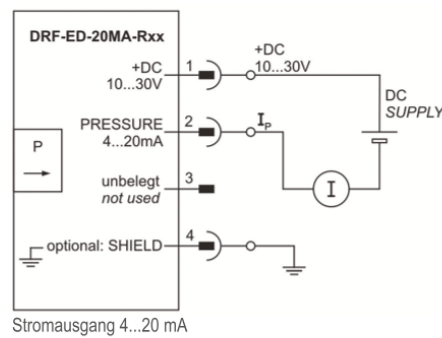 DRF-ED-20MA-Rxx
+DC
10...30V
1
+DC
10...30V
DC
SUPPLY
PRESSURE
4...20mA
2
IP
P
I
unbelegt
not used
3
optional: SHIELD
4
Stromausgang 4...20 mA